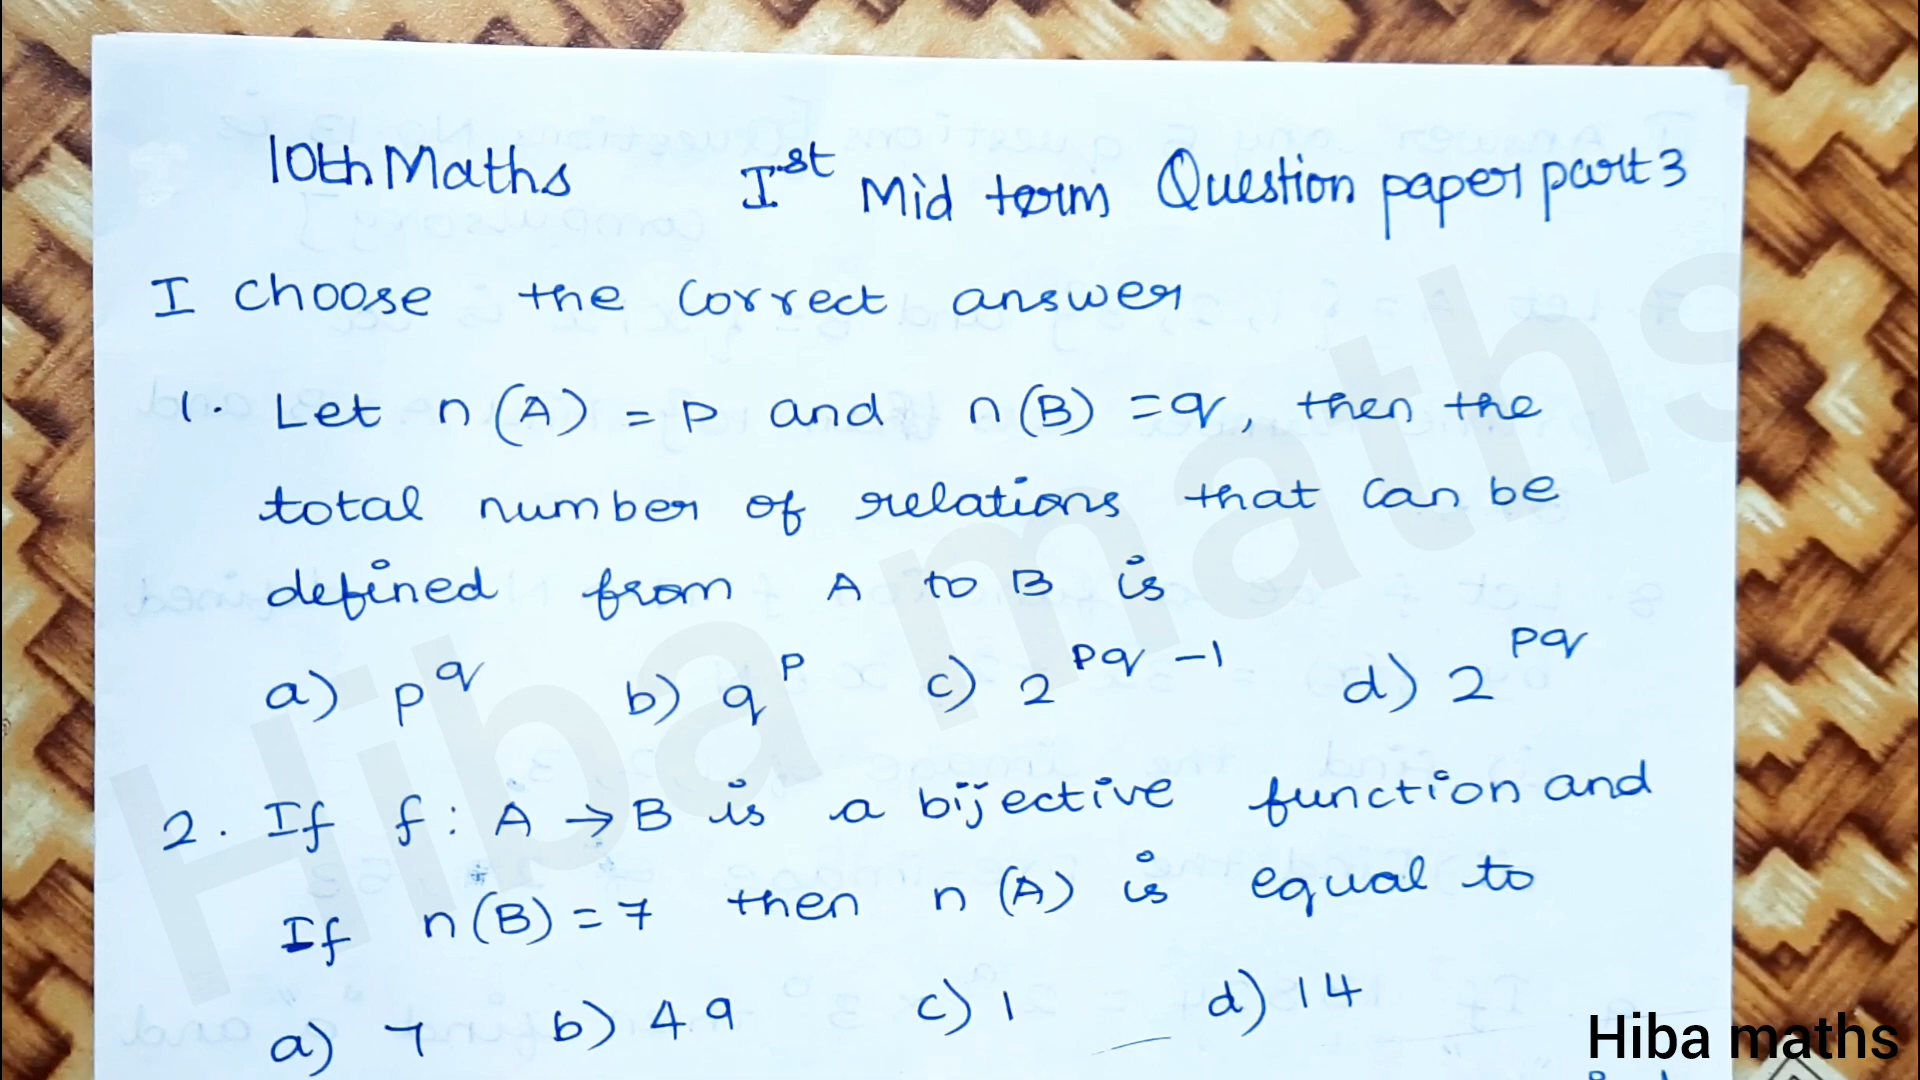 10th Maths Ist Mid term Question paper part 3
I choose the correct answer
1. Let n(A) = p and n(B) = q, then the
total number of relations that can be
defined from A to B is
a) p^q b) q^p c) 2^pq -1 d) 2^pq
2. If f : A → B is a bijective function and
If n(B) = 7 then n(A) is equal to
a) 7 b) 49 c) 1 d) 14
Hiba maths
Hiba maths